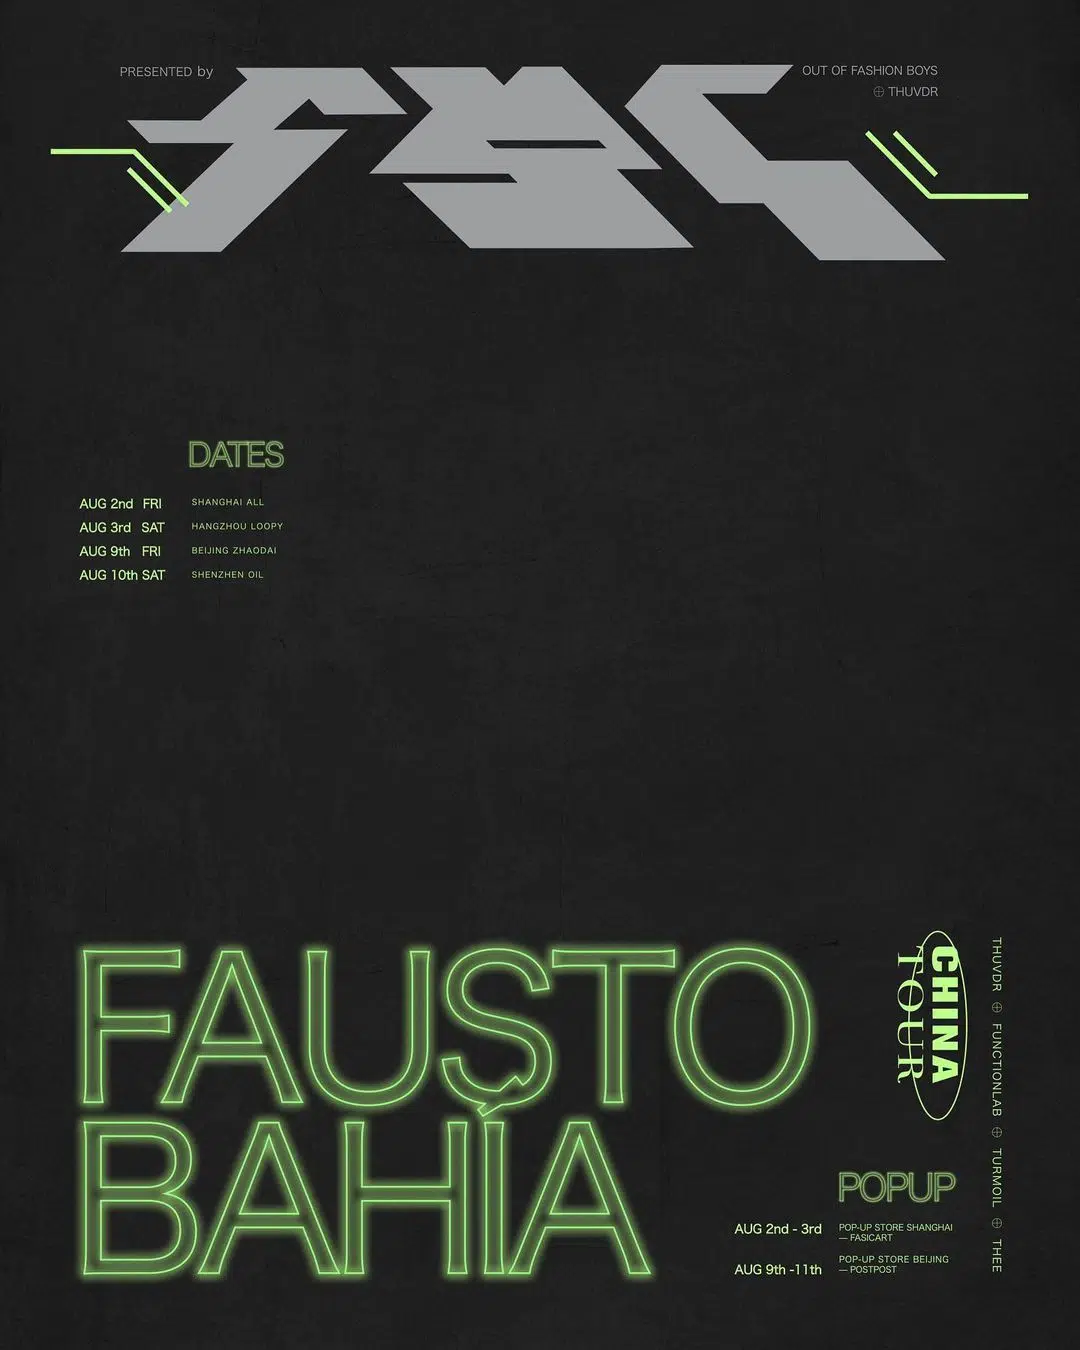 PRESENTED by
OUT OF FASHION BOYS
⊕ THUVDR
DATES
AUG 2nd FRI SHANGHAI ALL
AUG 3rd SAT HANGZHOU LOOPY
AUG 9th FRI BEIJING ZHAODAI
AUG 10th SAT SHENZHEN OIL
FAUSTO
BAHÍA
CHINA
TOUR
THUVDR ⊕ FUNCTIONLAB ⊕ TURMOIL ⊕ THEE
POPUP
AUG 2nd - 3rd POP-UP STORE SHANGHAI
— FASICART
AUG 9th -11th POP-UP STORE BEIJING
— POSTPOST